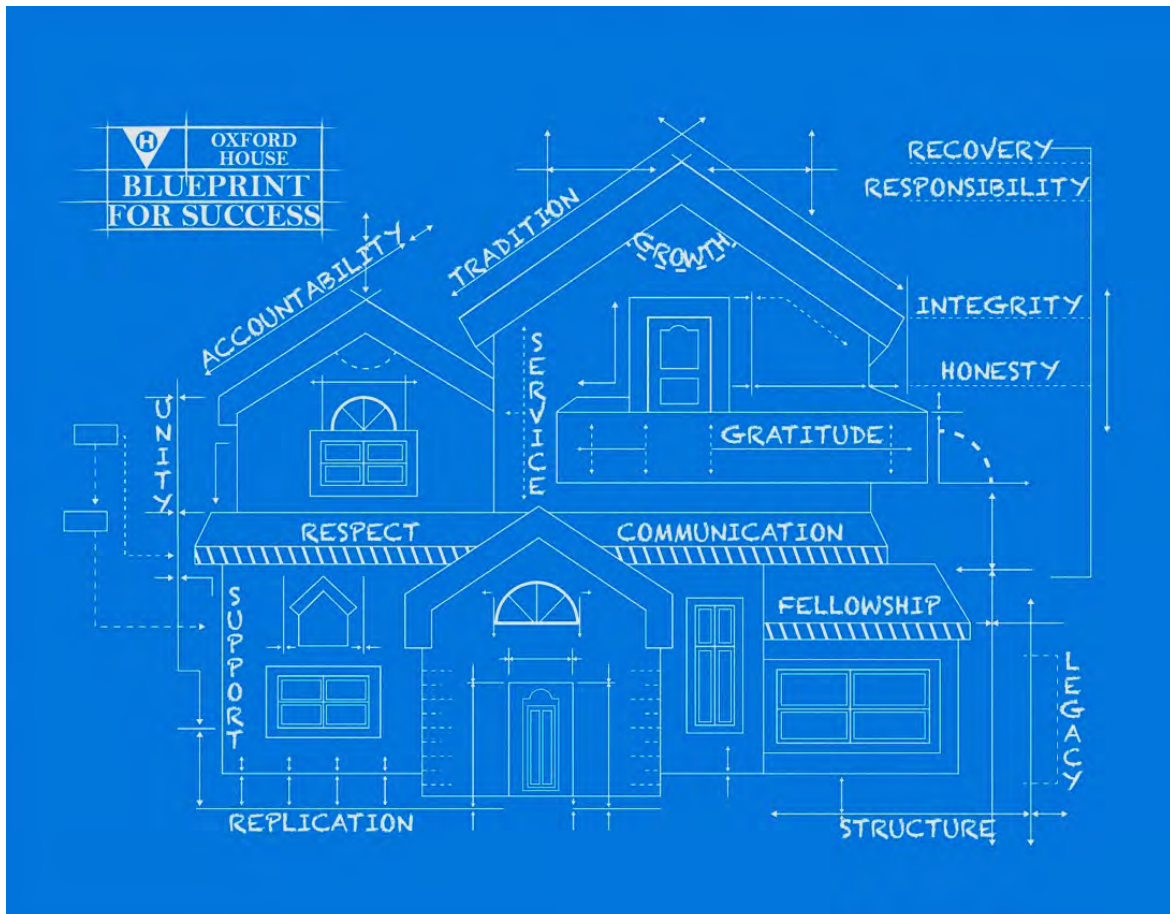 H
OXFORD
HOUSE
BLUEPRINT
FOR SUCCESS
RECOVERY
RESPONSIBILITY
TRADITION
GROWTH
ACCOUNTABILITY
INTEGRITY
HONESTY
SERVICE
UNITY
GRATITUDE
RESPECT
COMMUNICATION
SUPPORT
FELLOWSHIP
LEGACY
REPLICATION
STRUCTURE